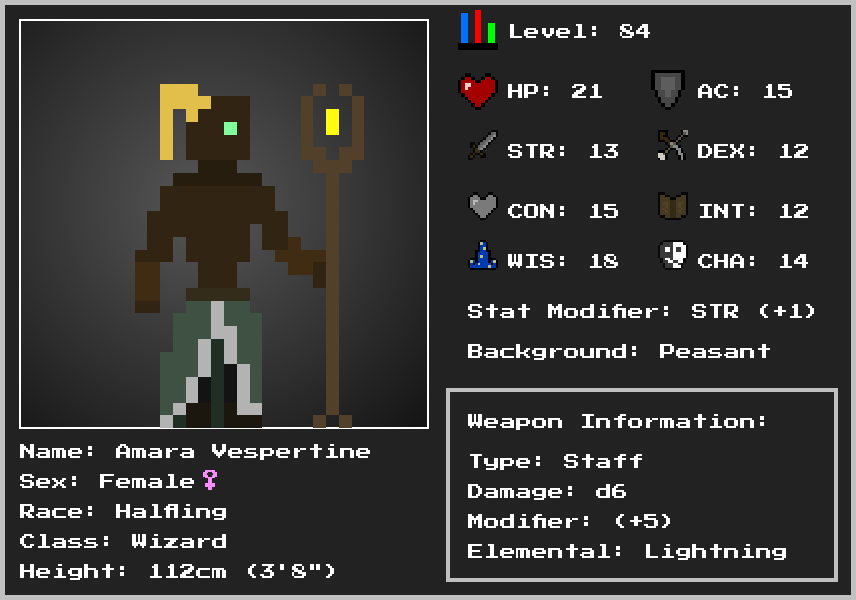 Level: 84
HP: 21
AC: 15
STR: 13
DEX: 12
CON: 15
INT: 12
WIS: 18
CHA: 14
Stat Modifier: STR (+1)
Background: Peasant
Weapon Information:
Type: Staff
Damage: d6
Modifier: (+5)
Elemental: Lightning
Name: Amara Vespertine
Sex: Female♀
Race: Halfling
Class: Wizard
Height: 112cm (3'8")